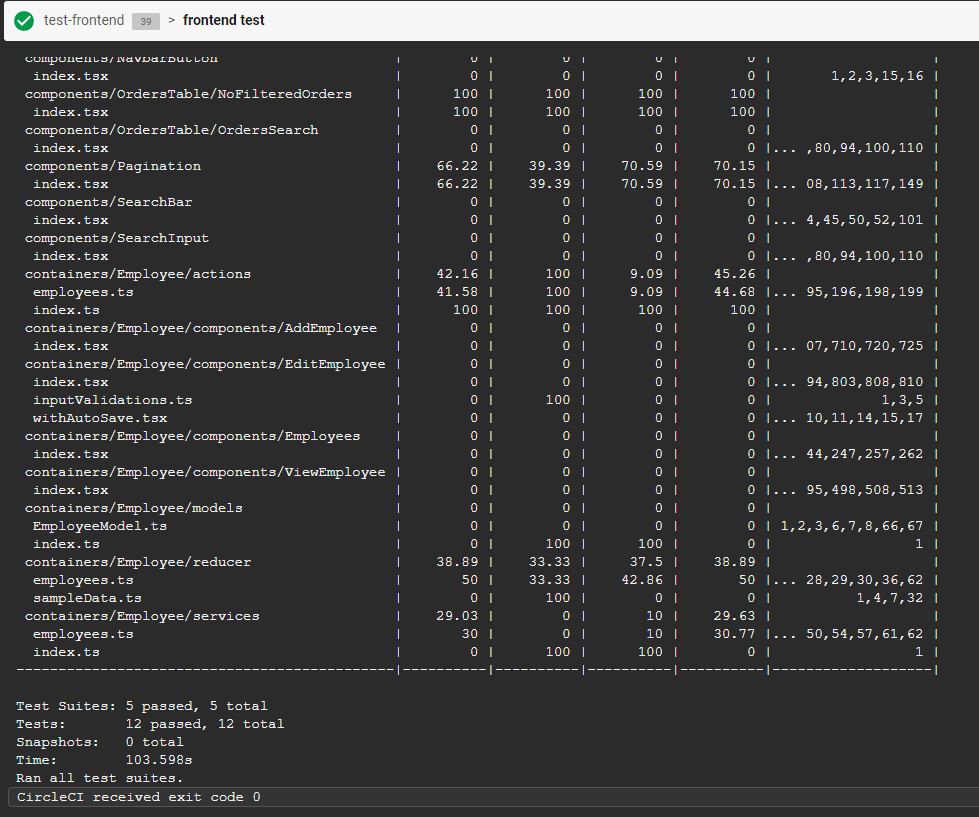 test-frontend 39 > frontend test
components/NavbarButton | 0 | 0 | 0 | 0 | |
index.tsx | 0 | 0 | 0 | 0 | 1,2,3,15,16 |
components/OrdersTable/NoFilteredOrders | 100 | 100 | 100 | 100 | |
index.tsx | 100 | 100 | 100 | 100 | |
components/OrdersTable/OrdersSearch | 0 | 0 | 0 | 0 | |
index.tsx | 0 | 0 | 0 | 0 |... ,80,94,100,110 |
components/Pagination | 66.22 | 39.39 | 70.59 | 70.15 | |
index.tsx | 66.22 | 39.39 | 70.59 | 70.15 |... 08,113,117,149 |
components/SearchBar | 0 | 0 | 0 | 0 | |
index.tsx | 0 | 0 | 0 | 0 |... 4,45,50,52,101 |
components/SearchInput | 0 | 0 | 0 | 0 | |
index.tsx | 0 | 0 | 0 | 0 |... ,80,94,100,110 |
containers/Employee/actions | 42.16 | 100 | 9.09 | 45.26 | |
employees.ts | 41.58 | 100 | 9.09 | 44.68 |... 95,196,198,199 |
index.ts | 100 | 100 | 100 | 100 | |
containers/Employee/components/AddEmployee | 0 | 0 | 0 | 0 | |
index.tsx | 0 | 0 | 0 | 0 |... 07,710,720,725 |
containers/Employee/components/EditEmployee | 0 | 0 | 0 | 0 | |
index.tsx | 0 | 0 | 0 | 0 |... 94,803,808,810 |
inputValidations.ts | 0 | 100 | 0 | 0 | 1,3,5 |
withAutoSave.tsx | 0 | 0 | 0 | 0 |... 10,11,14,15,17 |
containers/Employee/components/Employees | 0 | 0 | 0 | 0 | |
index.tsx | 0 | 0 | 0 | 0 |... 44,247,257,262 |
containers/Employee/components/ViewEmployee | 0 | 0 | 0 | 0 | |
index.tsx | 0 | 0 | 0 | 0 |... 95,498,508,513 |
containers/Employee/models | 0 | 0 | 0 | 0 | |
EmployeeModel.ts | 0 | 0 | 0 | 0 | 1,2,3,6,7,8,66,67 |
index.ts | 0 | 100 | 100 | 0 | 1 |
containers/Employee/reducer | 38.89 | 33.33 | 37.5 | 38.89 | |
employees.ts | 50 | 33.33 | 42.86 | 50 |... 28,29,30,36,62 |
sampleData.ts | 0 | 100 | 0 | 0 | 1,4,7,32 |
containers/Employee/services | 29.03 | 0 | 10 | 29.63 | |
employees.ts | 30 | 0 | 10 | 30.77 |... 50,54,57,61,62 |
index.ts | 0 | 100 | 100 | 0 | 1 |
---------------------------------------------|----------|----------|----------|----------|-------------------|
Test Suites: 5 passed, 5 total
Tests: 12 passed, 12 total
Snapshots: 0 total
Time: 103.598s
Ran all test suites.
CircleCI received exit code 0